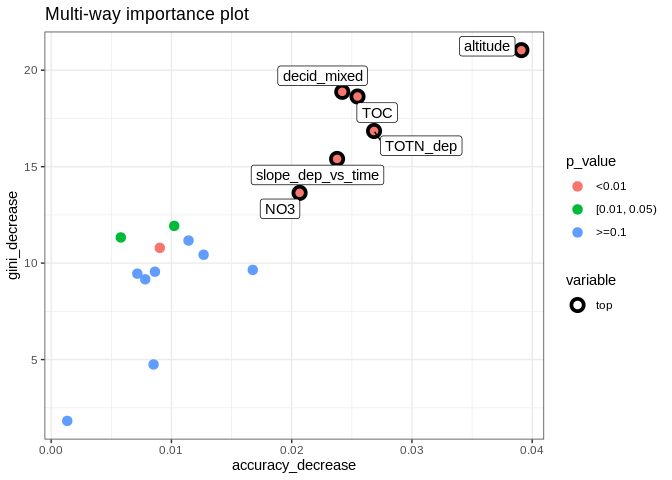 Multi-way importance plot
gini_decrease
20
15
10
5
altitude
decid_mixed
TOC
TOTN_dep
slope_dep_vs_time
NO3
0.00
0.01
0.02
0.03
0.04
accuracy_decrease
p_value
<0.01
[0.01, 0.05)
>=0.1
variable
top